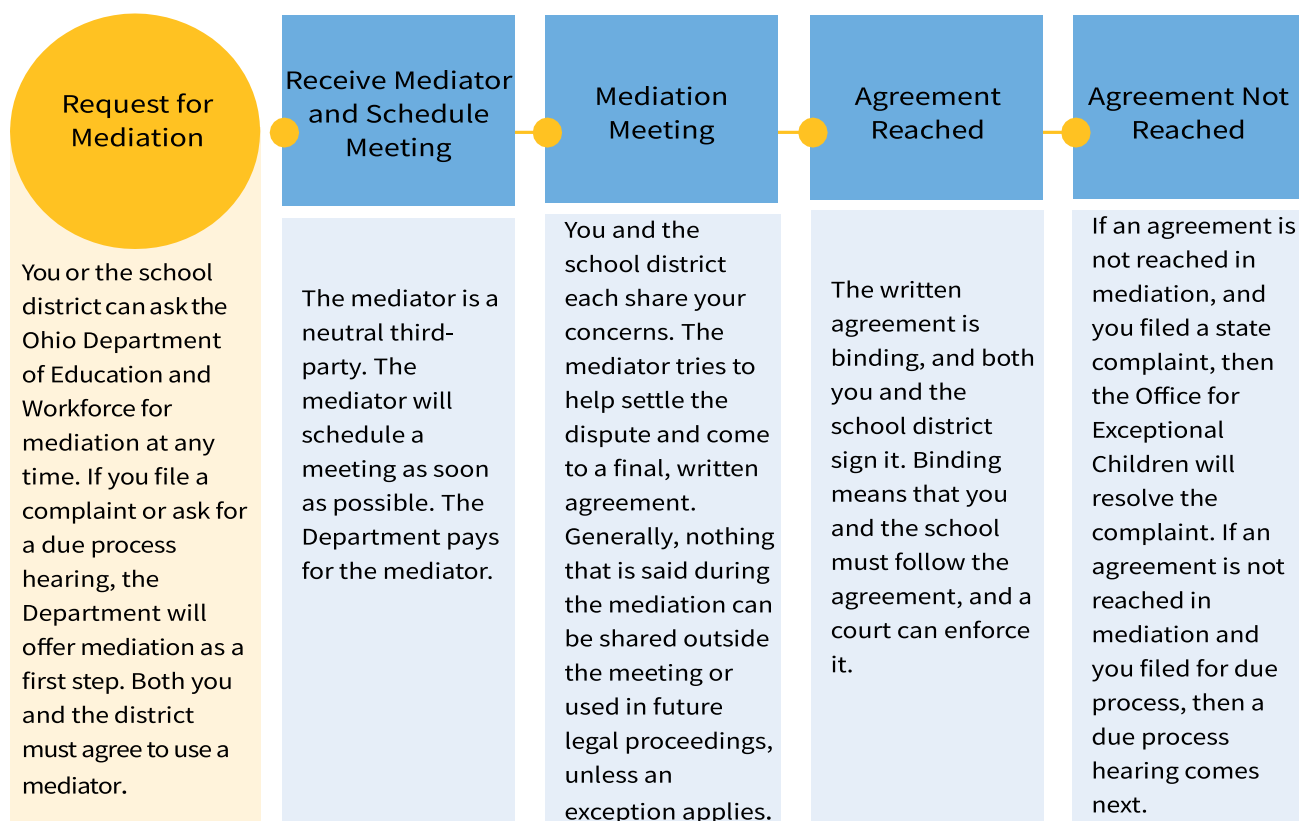 Request for
Mediation
You or the school
district can ask the
Ohio Department
of Education and
Workforce for
mediation at any
time. If you file a
complaint or ask for
a due process
hearing, the
Department will
offer mediation as a
first step. Both you
and the district
must agree to use a
mediator.
Receive Mediator
and Schedule
Meeting
The mediator is a
neutral third-
party. The
mediator will
schedule a
meeting as soon
as possible. The
Department pays
for the mediator.
Mediation
Meeting
You and the
school district
each share your
concerns. The
mediator tries to
help settle the
dispute and come
to a final, written
agreement.
Generally, nothing
that is said during
the mediation can
be shared outside
the meeting or
used in future
legal proceedings,
unless an
exception applies.
Agreement
Reached
The written
agreement is
binding, and both
you and the
school district
sign it. Binding
means that you
and the school
must follow the
agreement, and a
court can enforce
it.
Agreement Not
Reached
If an agreement is
not reached in
mediation, and
you filed a state
complaint, then
the Office for
Exceptional
Children will
resolve the
complaint. If an
agreement is not
reached in
mediation and
you filed for due
process, then a
due process
hearing comes
next.